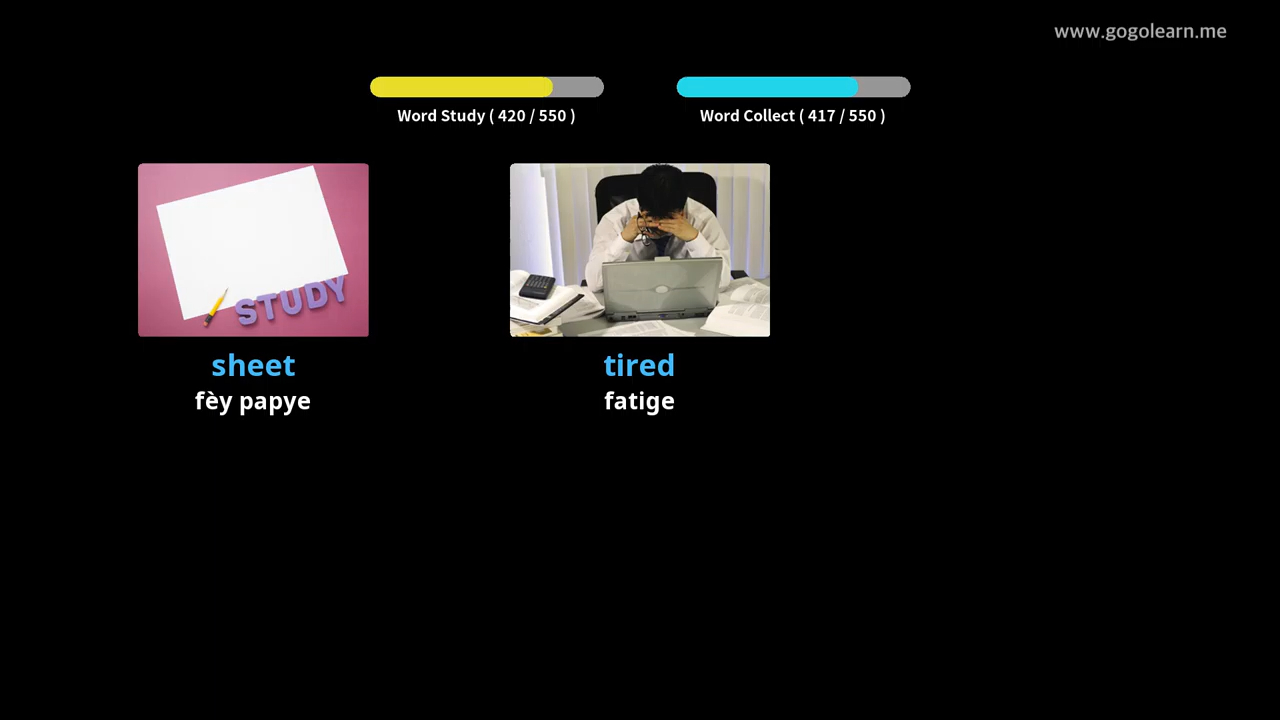 www.gogolearn.me
Word Study ( 420 / 550 )
Word Collect ( 417 / 550 )
STUDY
sheet
fèy papye
tired
fatige